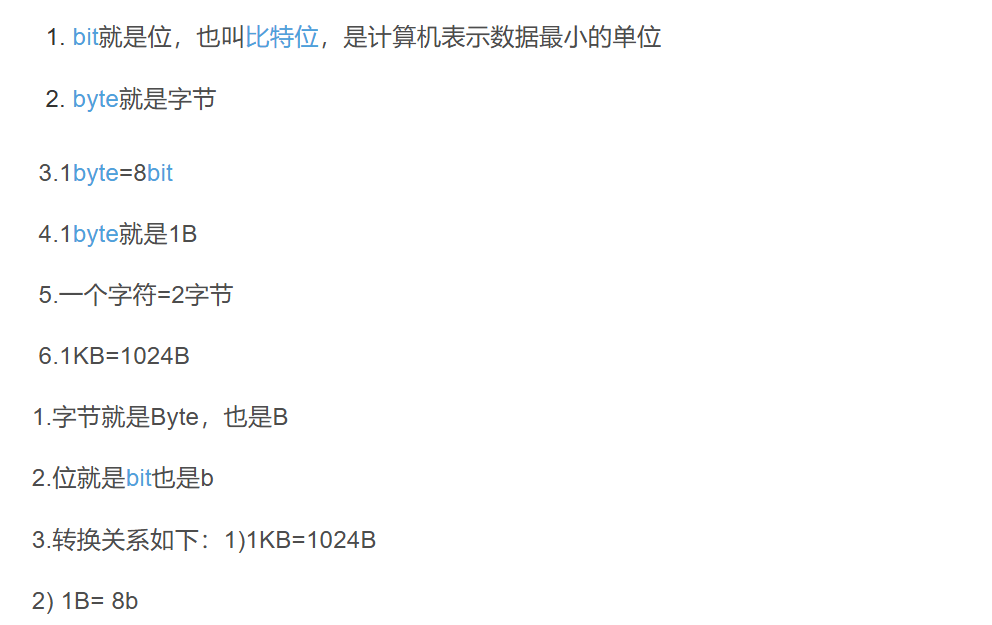 1. bit就是位，也叫比特位，是计算机表示数据最小的单位
2. byte就是字节
3.1byte=8bit
4.1byte就是1B
5.一个字符=2字节
6.1KB=1024B
1.字节就是Byte，也是B
2.位就是bit也是b
3.转换关系如下：1)1KB=1024B
2) 1B= 8b